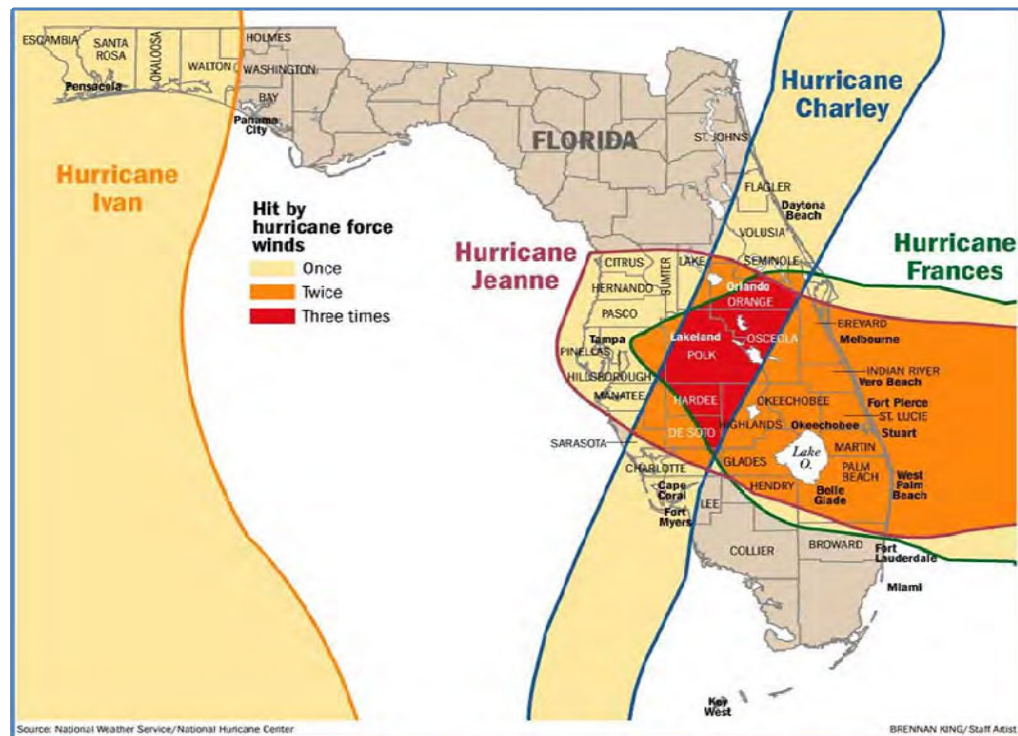 ESCAMBIA
SANTA
ROSA
OKALOOSA
WALTON
HOLMES
WASHINGTON
BAY
Pensacola
Panama
City
Hurricane
Ivan
Hit by
hurricane force
winds
Once
Twice
Three times
FLORIDA
Hurricane
Charley
ST. JOHNS
FLAGLER
Daytona
Beach
VOLUSIA
Hurricane
Jeanne
Hurricane
Frances
CITRUS
SUMTER
LAKE
SEMINOLE
HERNANDO
Orlando
ORANGE
PASCO
BREVARD
Tampa
Lakeland
OSCEOLA
Melbourne
PINELLAS
POLK
HILLSBOROUGH
INDIAN RIVER
Vero Beach
MANATEE
HARDEE
OKEECHOBEE
Fort Pierce
ST. LUCIE
HIGHLANDS
Okeechobee
Stuart
SARASOTA
DE SOTO
MARTIN
Lake
O.
CHARLOTTE
GLADES
PALM
BEACH
West
Palm
Beach
Cape
Coral
HENDRY
Belle
Glade
Fort
Myers
LEE
COLLIER
BROWARD
Fort
Lauderdale
Miami
Key
West
Source: National Weather Service/National Huricane Center
BRENNAN KING/Staff Artist